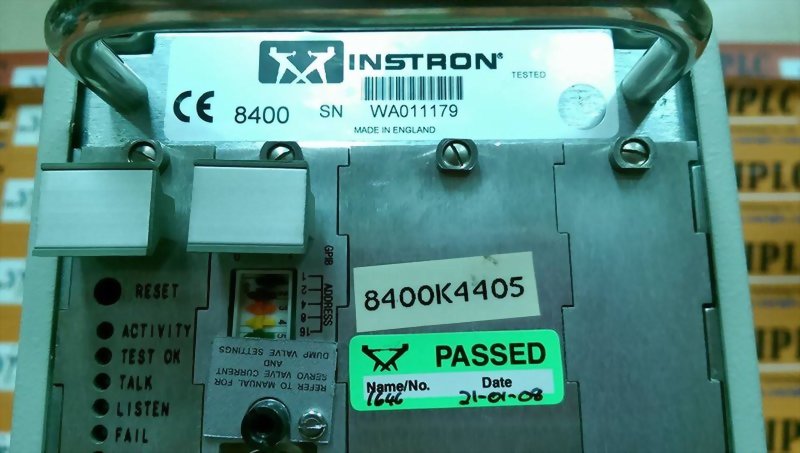 INSTRON®
TESTED
CE 8400 SN WA011179
MADE IN ENGLAND
GPIB ADDRESS
1
2
4
8
16
RESET
ACTIVITY
TEST OK
TALK
LISTEN
FAIL
REFER TO MANUAL FOR
SERVO VALVE CURRENT
AND
DUMP VALVE SETTINGS
8400K4405
PASSED
Name/No. Date
1646 21-01-08